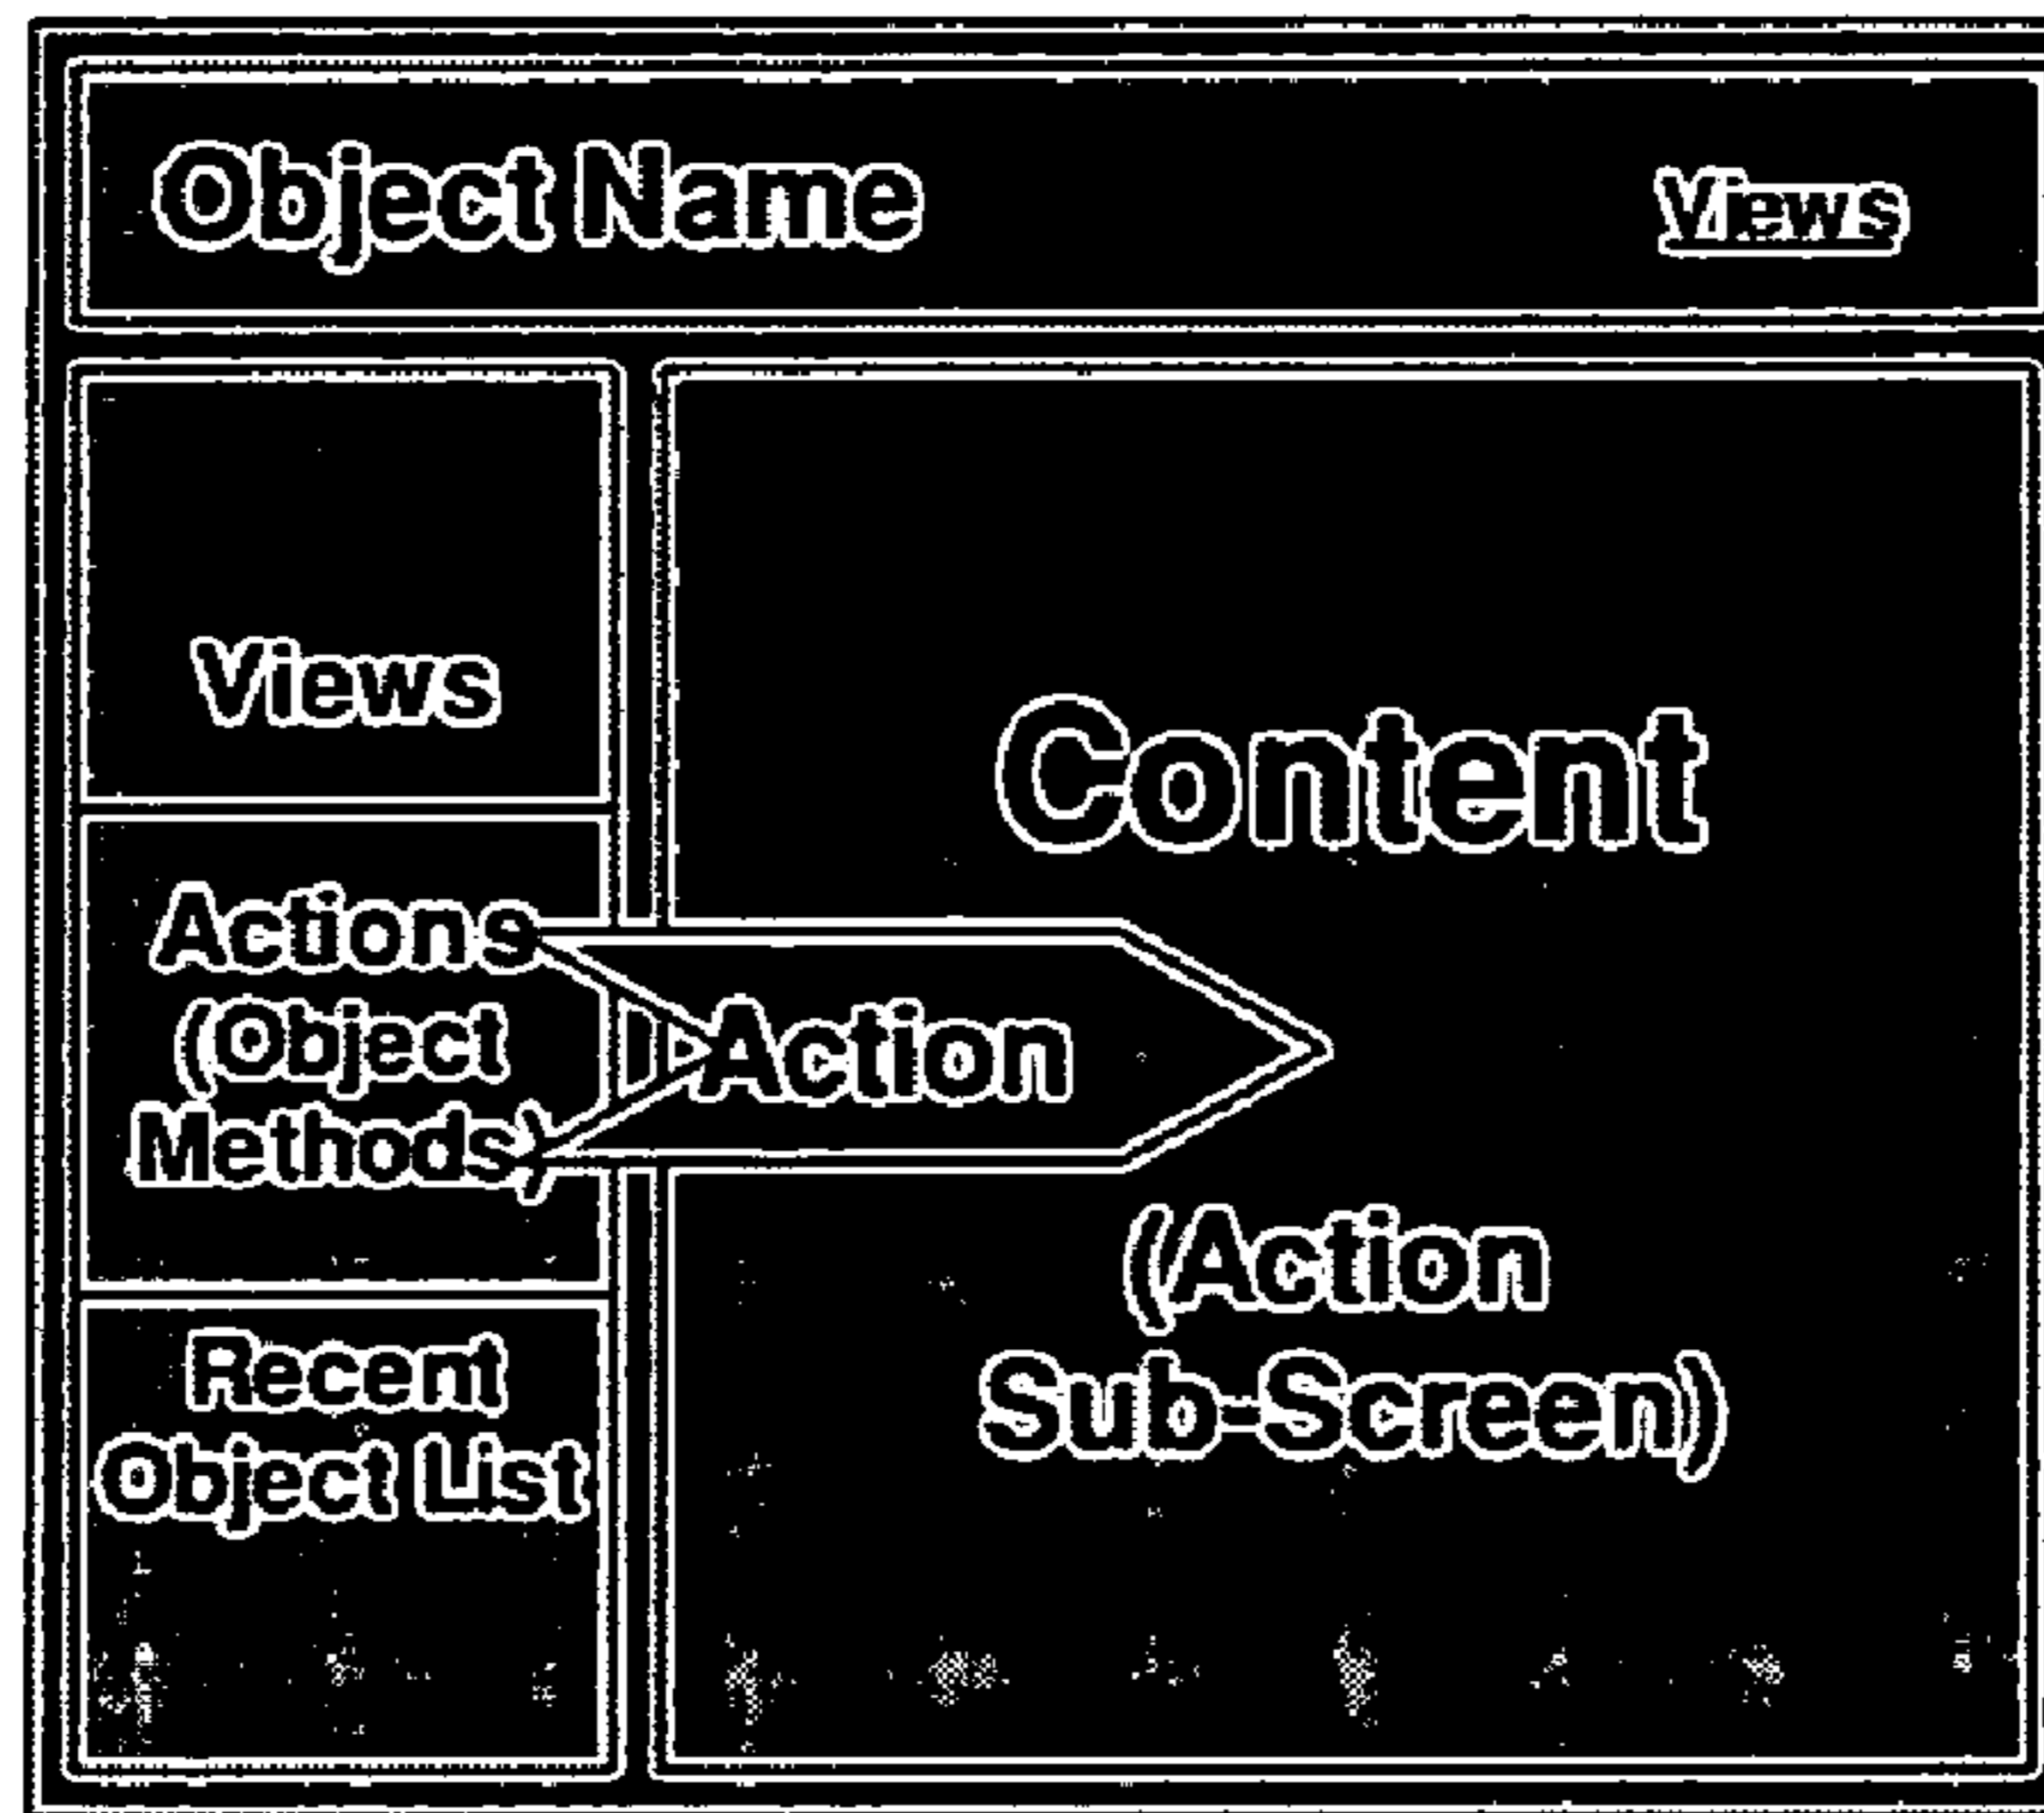 Object Name
Views
Views
Actions
(Object
Methods)
Recent
Object List
Content
Action
(Action
Sub-Screen)